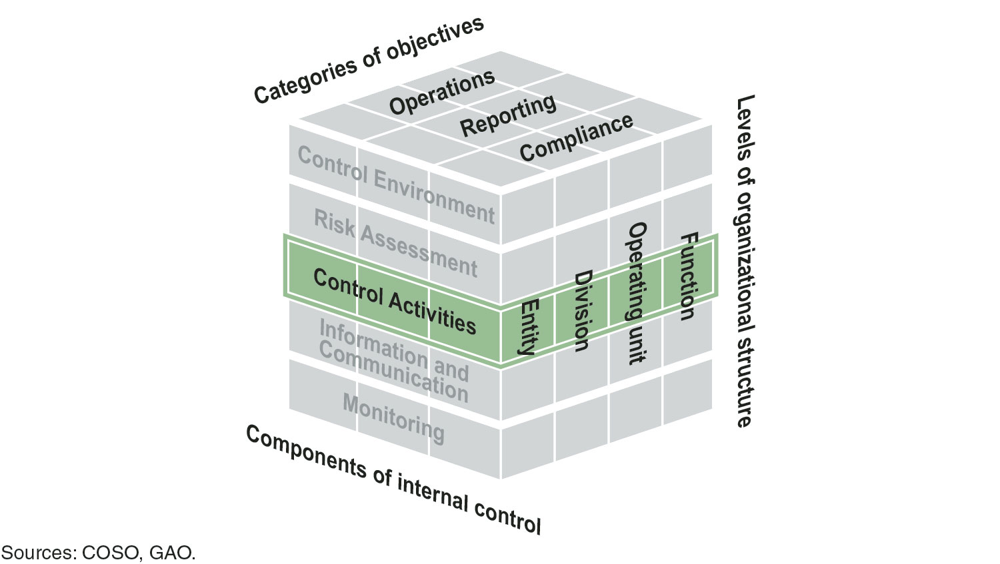 Categories of objectives
Operations
Reporting
Compliance
Control Environment
Risk Assessment
Control Activities
Information and
Communication
Monitoring
Components of internal control
Entity
Division
Operating unit
Function
Levels of organizational structure
Sources: COSO, GAO.